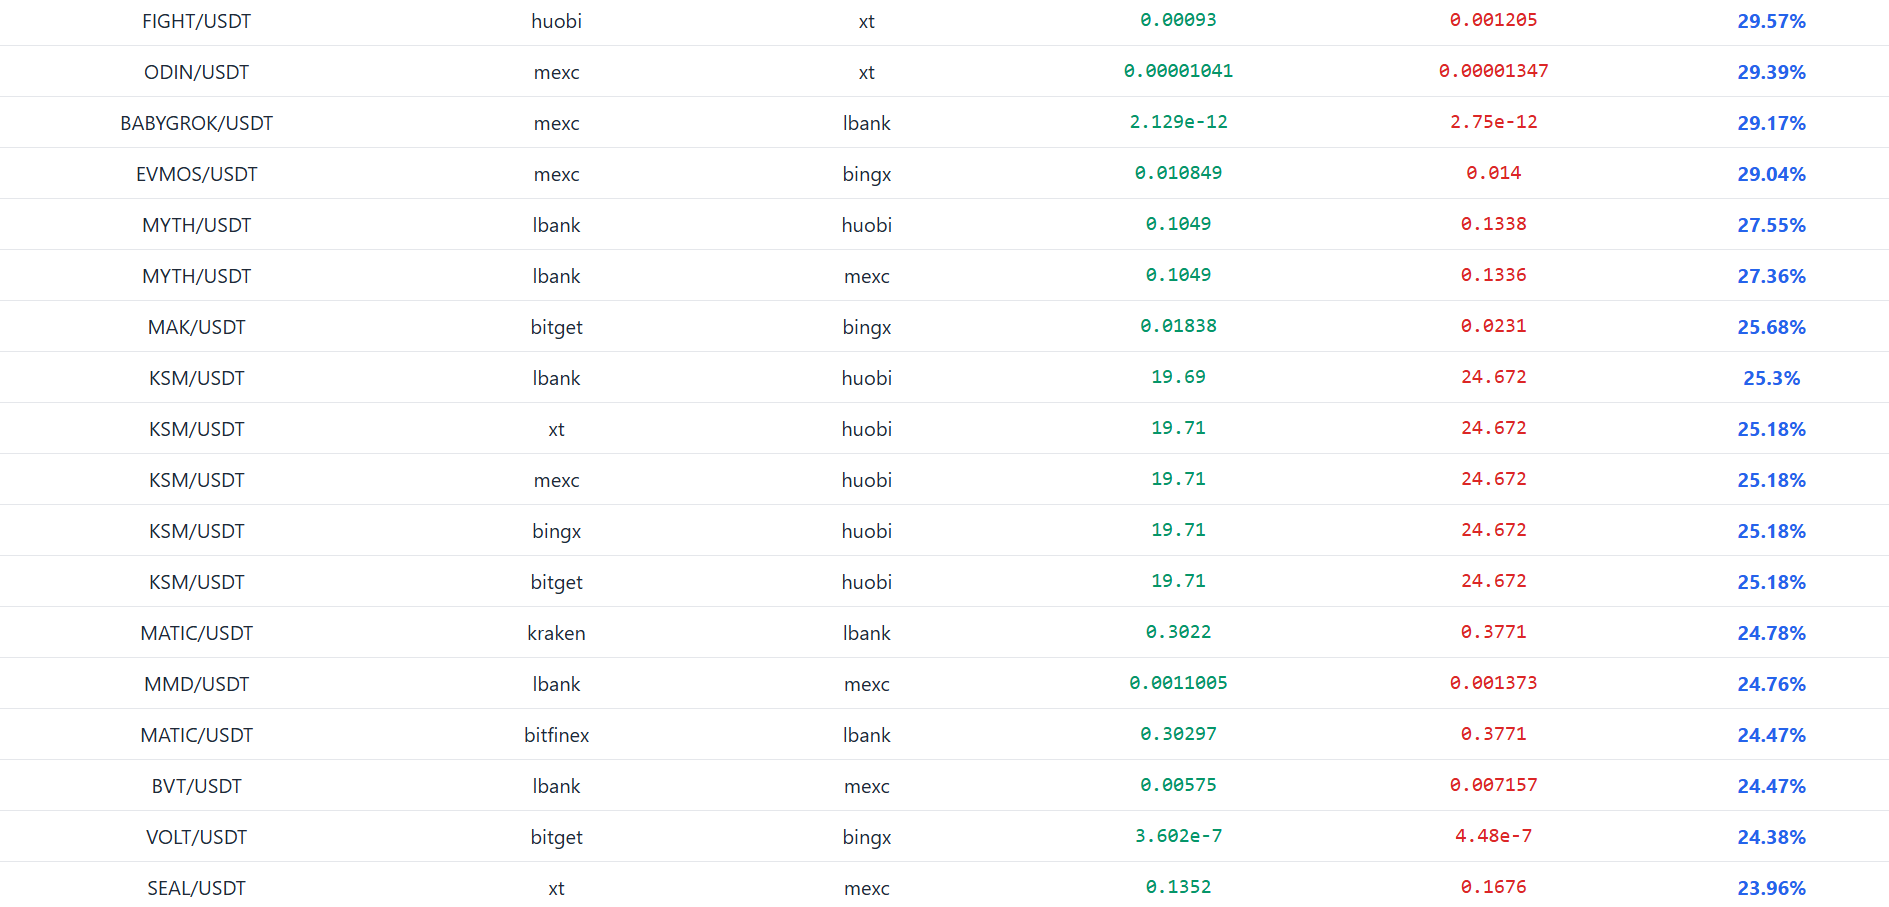 FIGHT/USDT huobi xt 0.00093 0.001205 29.57%
ODIN/USDT mexc xt 0.00001041 0.00001347 29.39%
BABYGROK/USDT mexc lbank 2.129e-12 2.75e-12 29.17%
EVMOS/USDT mexc bingx 0.010849 0.014 29.04%
MYTH/USDT lbank huobi 0.1049 0.1338 27.55%
MYTH/USDT lbank mexc 0.1049 0.1336 27.36%
MAK/USDT bitget bingx 0.01838 0.0231 25.68%
KSM/USDT lbank huobi 19.69 24.672 25.3%
KSM/USDT xt huobi 19.71 24.672 25.18%
KSM/USDT mexc huobi 19.71 24.672 25.18%
KSM/USDT bingx huobi 19.71 24.672 25.18%
KSM/USDT bitget huobi 19.71 24.672 25.18%
MATIC/USDT kraken lbank 0.3022 0.3771 24.78%
MMD/USDT lbank mexc 0.0011005 0.001373 24.76%
MATIC/USDT bitfinex lbank 0.30297 0.3771 24.47%
BVT/USDT lbank mexc 0.00575 0.007157 24.47%
VOLT/USDT bitget bingx 3.602e-7 4.48e-7 24.38%
SEAL/USDT xt mexc 0.1352 0.1676 23.96%